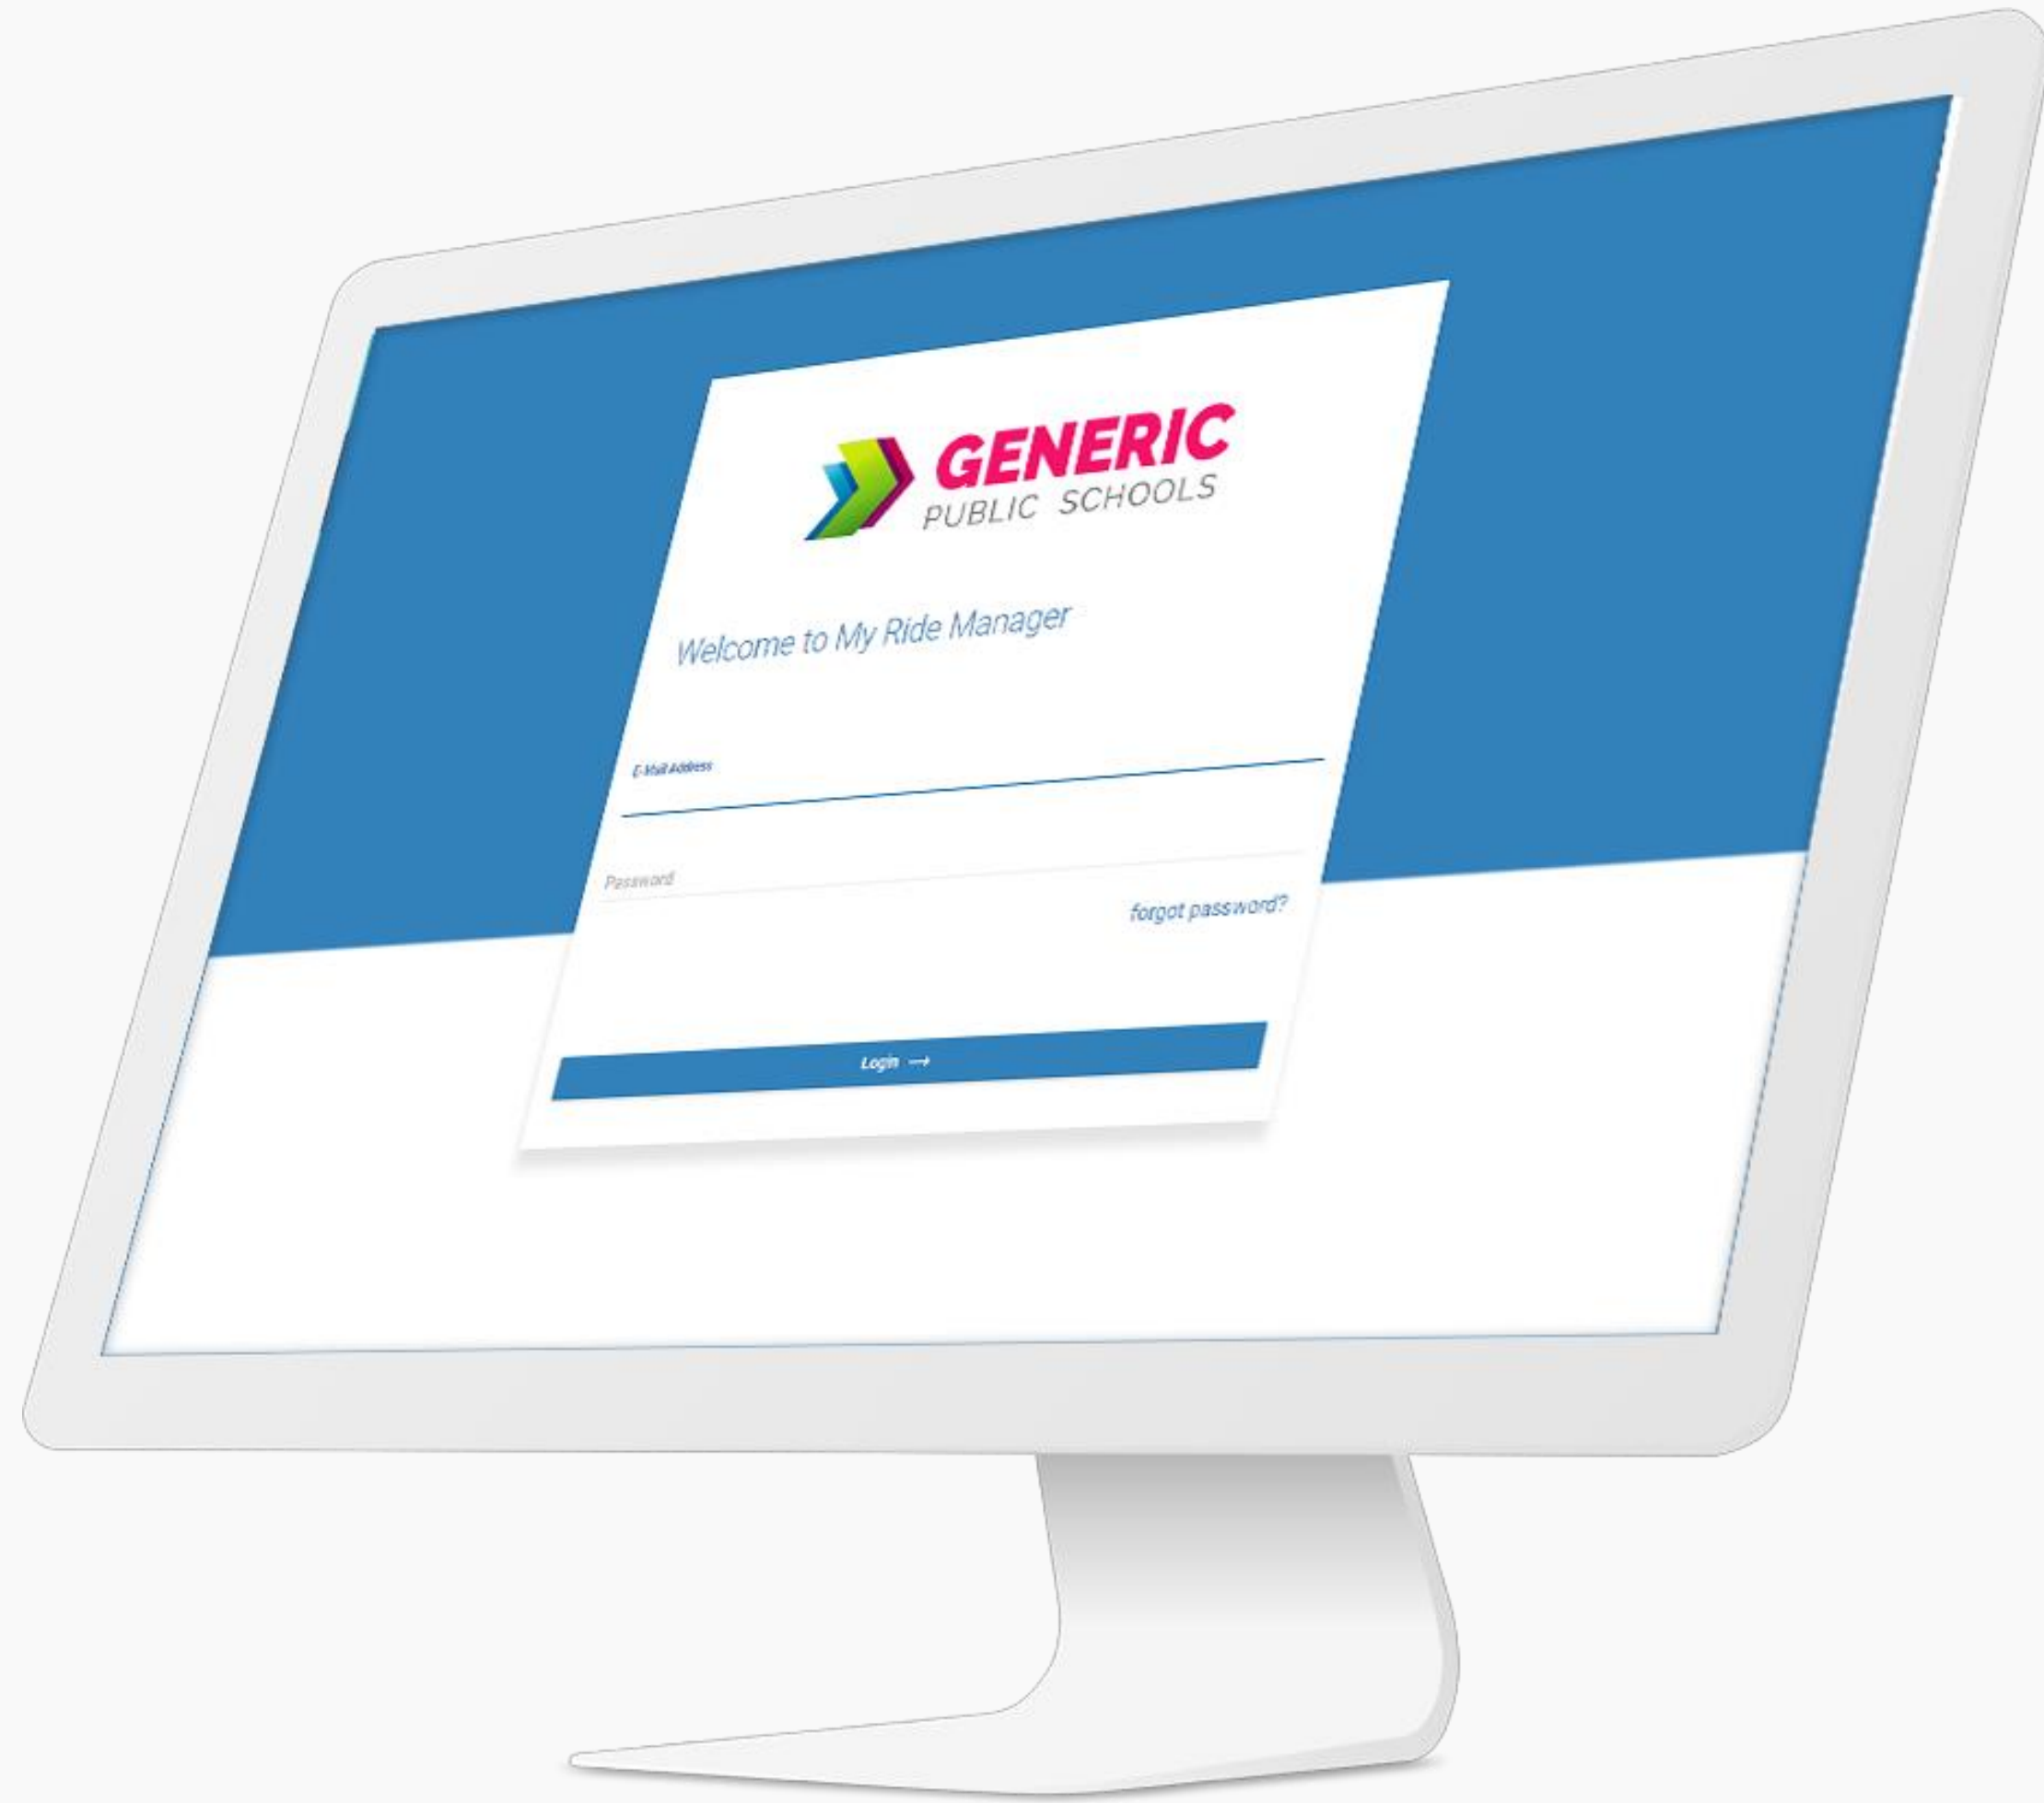 GENERIC
PUBLIC SCHOOLS
Welcome to My Ride Manager
E-Mail Address
Password
forgot password?
Login →